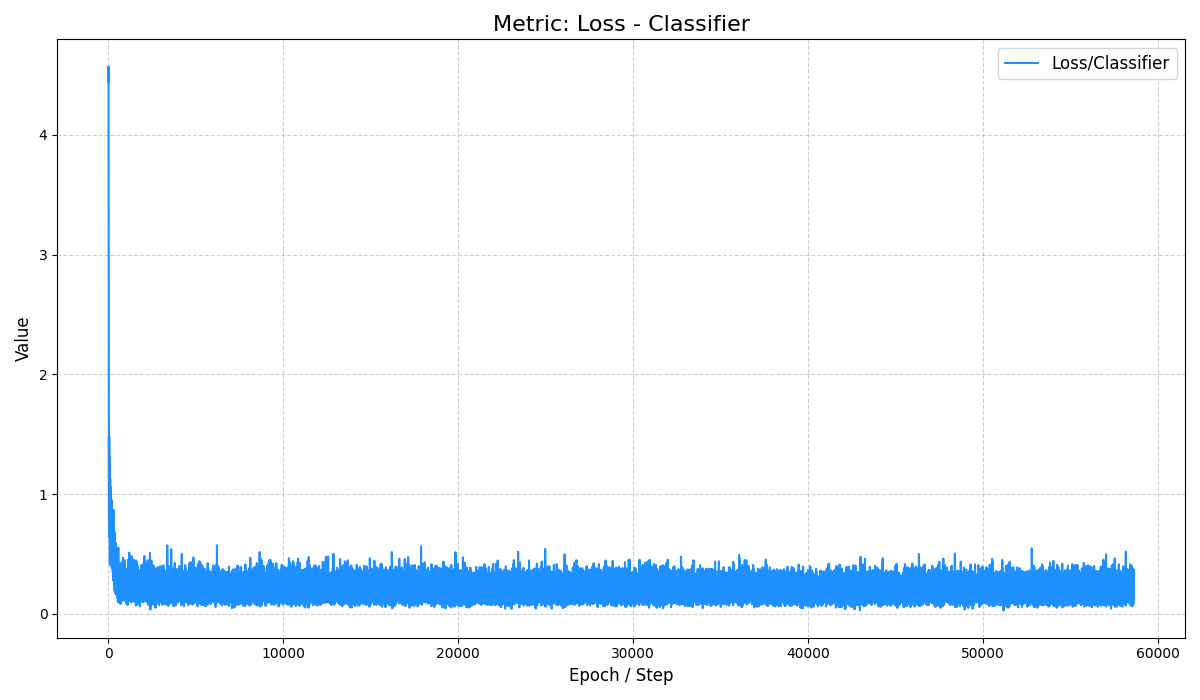 Metric: Loss - Classifier
Loss/Classifier
Value
4
3
2
1
0
0 10000 20000 30000 40000 50000 60000
Epoch / Step